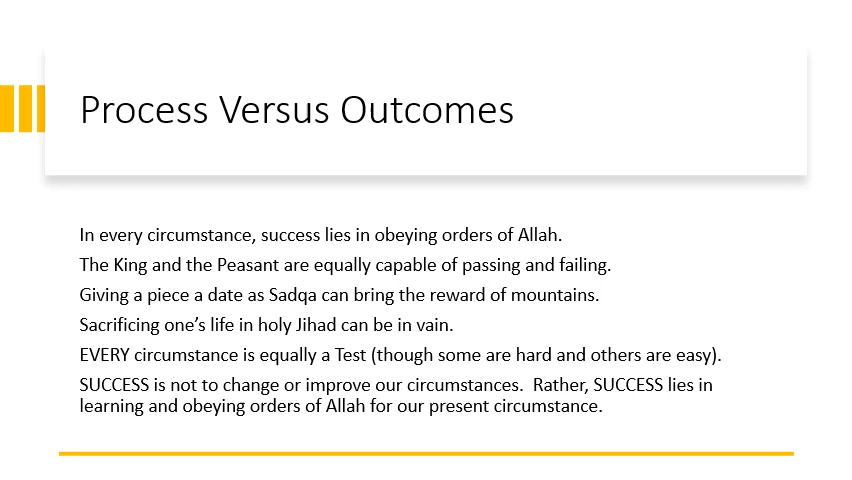 Process Versus Outcomes
In every circumstance, success lies in obeying orders of Allah.
The King and the Peasant are equally capable of passing and failing.
Giving a piece a date as Sadqa can bring the reward of mountains.
Sacrificing one’s life in holy Jihad can be in vain.
EVERY circumstance is equally a Test (though some are hard and others are easy).
SUCCESS is not to change or improve our circumstances.  Rather, SUCCESS lies in
learning and obeying orders of Allah for our present circumstance.